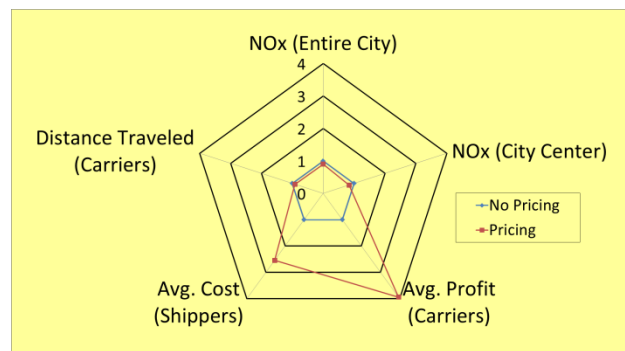 NOx (Entire City)
4
3
2
1
0
Distance Traveled
(Carriers)
NOx (City Center)
No Pricing
Pricing
Avg. Cost
(Shippers)
Avg. Profit
(Carriers)